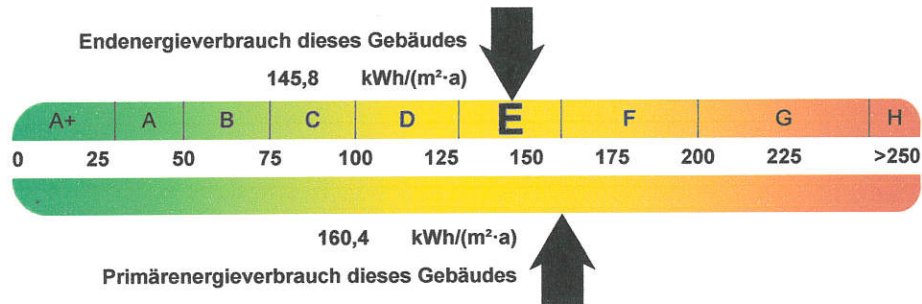 Endenergieverbrauch dieses Gebäudes
145,8 kWh/(m²·a)
A+ A B C D E F G H
0 25 50 75 100 125 150 175 200 225 >250
160,4 kWh/(m²·a)
Primärenergieverbrauch dieses Gebäudes